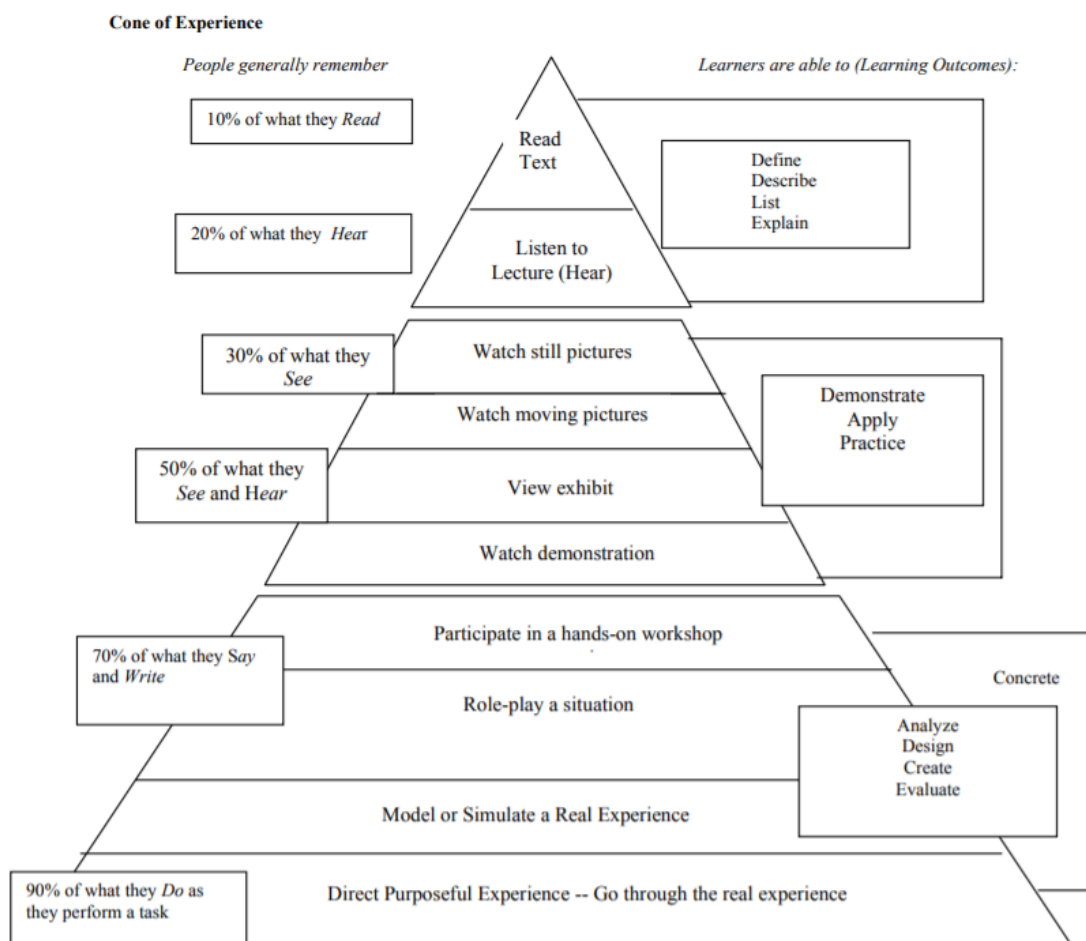 Cone of Experience
People generally remember
Learners are able to (Learning Outcomes):
10% of what they Read
Read
Text
Define
Describe
List
Explain
20% of what they Hear
Listen to
Lecture (Hear)
30% of what they
See
Watch still pictures
Watch moving pictures
Demonstrate
Apply
Practice
50% of what they
See and Hear
View exhibit
Watch demonstration
Participate in a hands-on workshop
70% of what they Say
and Write
Role-play a situation
Concrete
Analyze
Design
Create
Evaluate
Model or Simulate a Real Experience
90% of what they Do as
they perform a task
Direct Purposeful Experience -- Go through the real experience